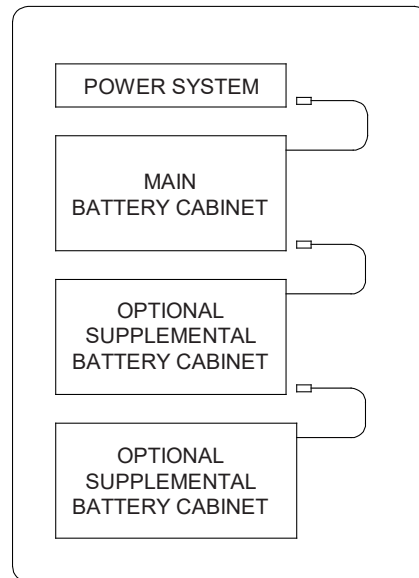 POWER SYSTEM
MAIN
BATTERY CABINET
OPTIONAL
SUPPLEMENTAL
BATTERY CABINET
OPTIONAL
SUPPLEMENTAL
BATTERY CABINET